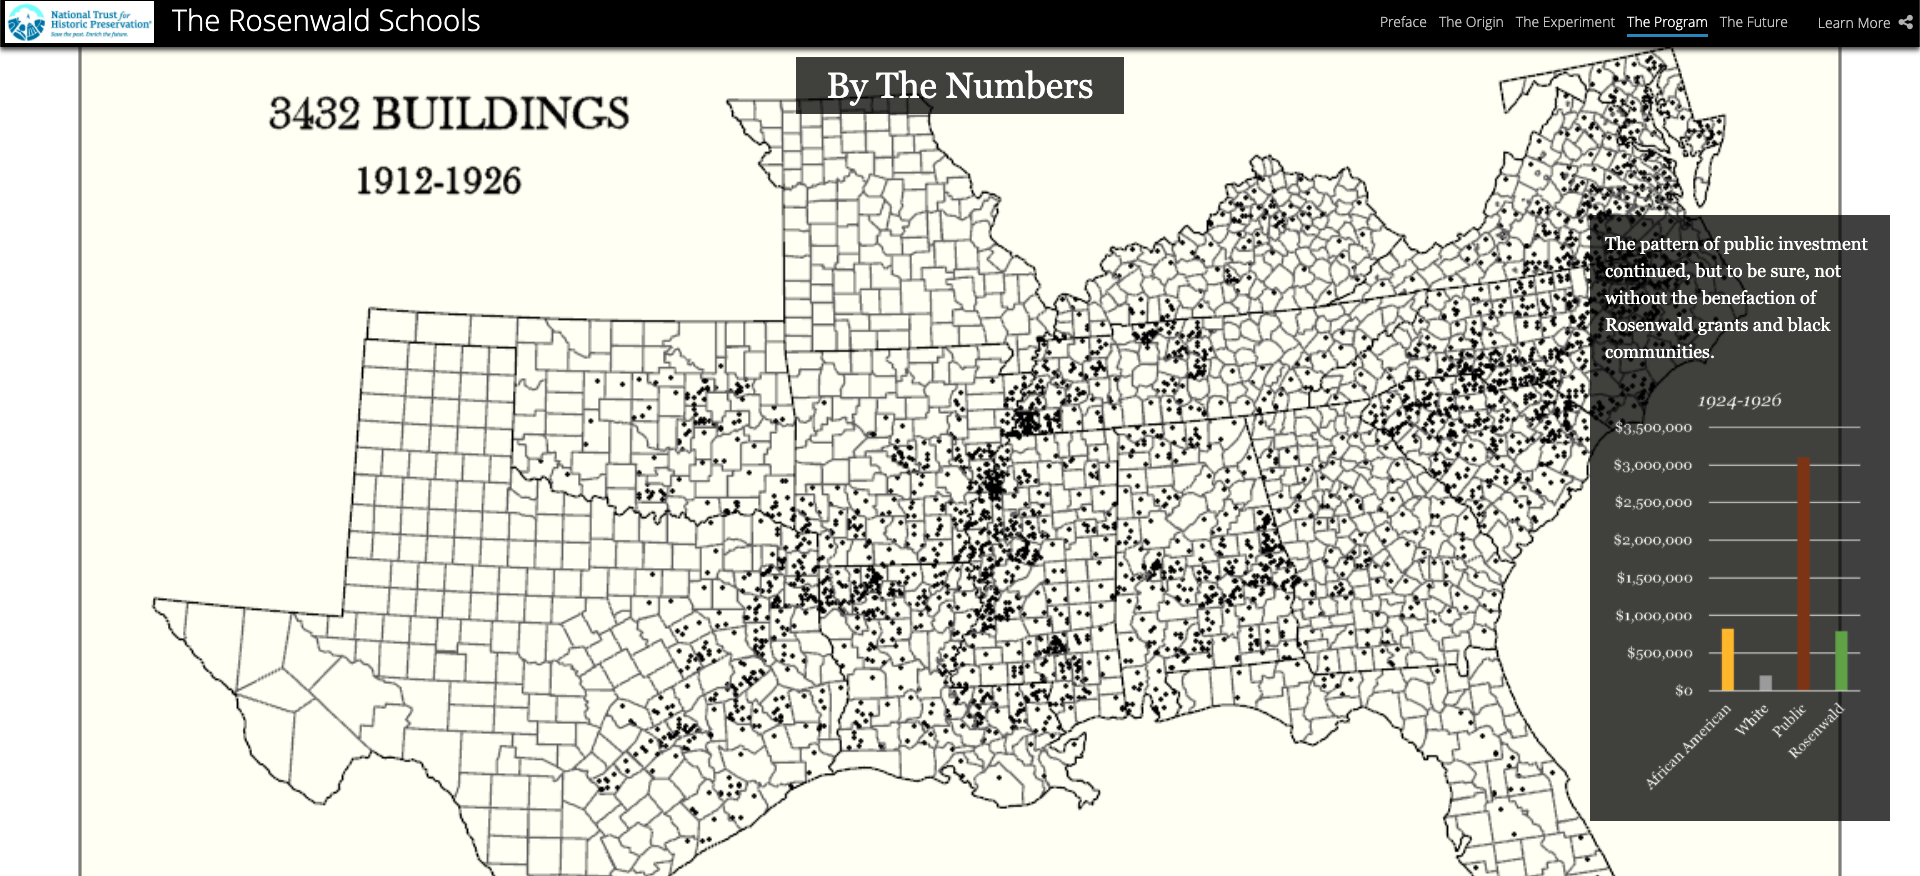 National Trust for
Historic Preservation®
Save the past. Enrich the future.
The Rosenwald Schools
Preface The Origin The Experiment The Program The Future Learn More
By The Numbers
3432 BUILDINGS
1912-1926
The pattern of public investment
continued, but to be sure, not
without the benefaction of
Rosenwald grants and black
communities.
1924-1926
$3,500,000
$3,000,000
$2,500,000
$2,000,000
$1,500,000
$1,000,000
$500,000
$0
African American
White
Public
Rosenwald